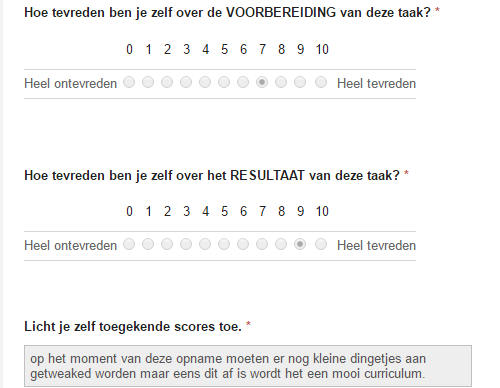 Hoe tevreden ben je zelf over de VOORBEREIDING van deze taak? *
0 1 2 3 4 5 6 7 8 9 10
Heel ontevreden Heel tevreden
Hoe tevreden ben je zelf over het RESULTAAT van deze taak? *
0 1 2 3 4 5 6 7 8 9 10
Heel ontevreden Heel tevreden
Licht je zelf toegekende scores toe. *
op het moment van deze opname moeten er nog kleine dingetjes aan
getweaked worden maar eens dit af is wordt het een mooi curriculum.